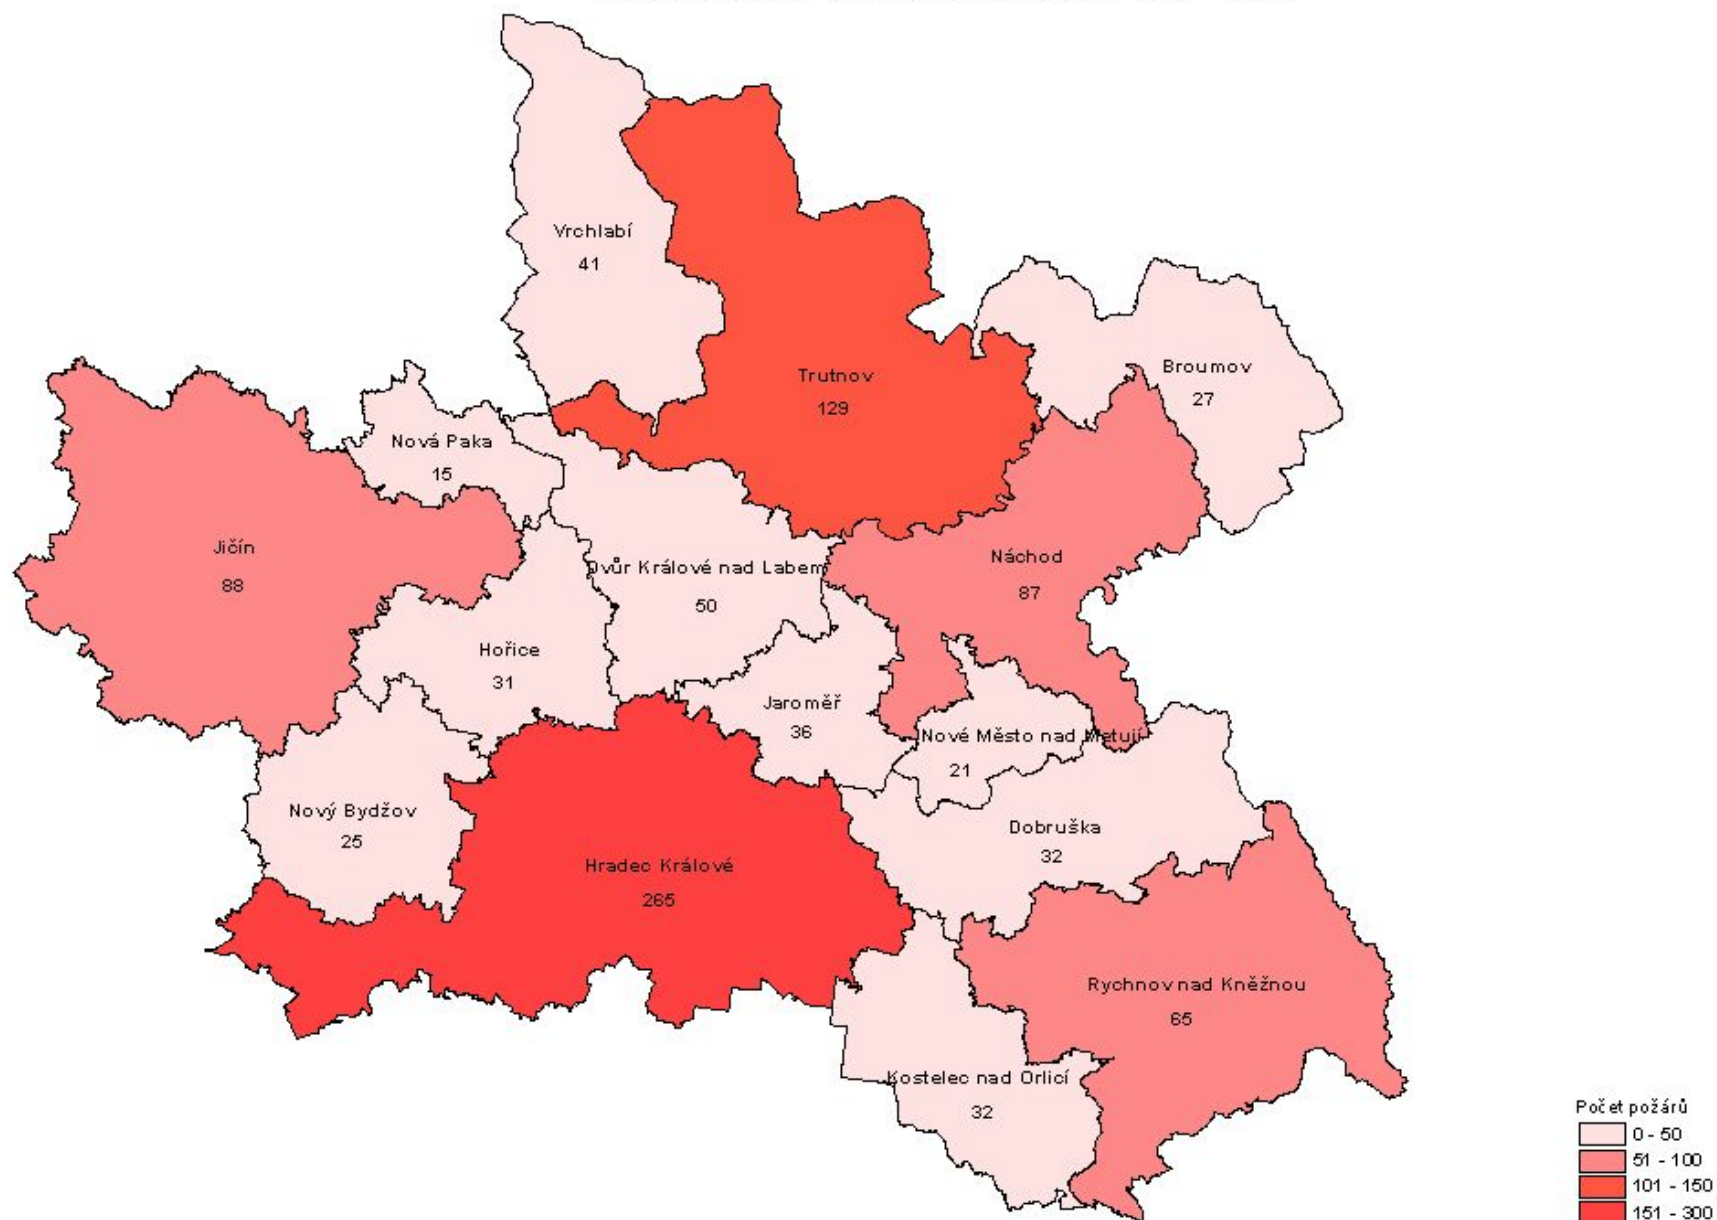 Vrchlabí
41
Trutnov
129
Broumov
27
Nová Paka
15
Jičín
88
Dvůr Králové nad Labem
50
Náchod
87
Hořice
31
Jaroměř
36
Nové Město nad Metují
21
Nový Bydžov
25
Dobruška
32
Hradec Králové
265
Rychnov nad Kněžnou
65
Kostelec nad Orlicí
32
Počet požárů
0 - 50
51 - 100
101 - 150
151 - 300